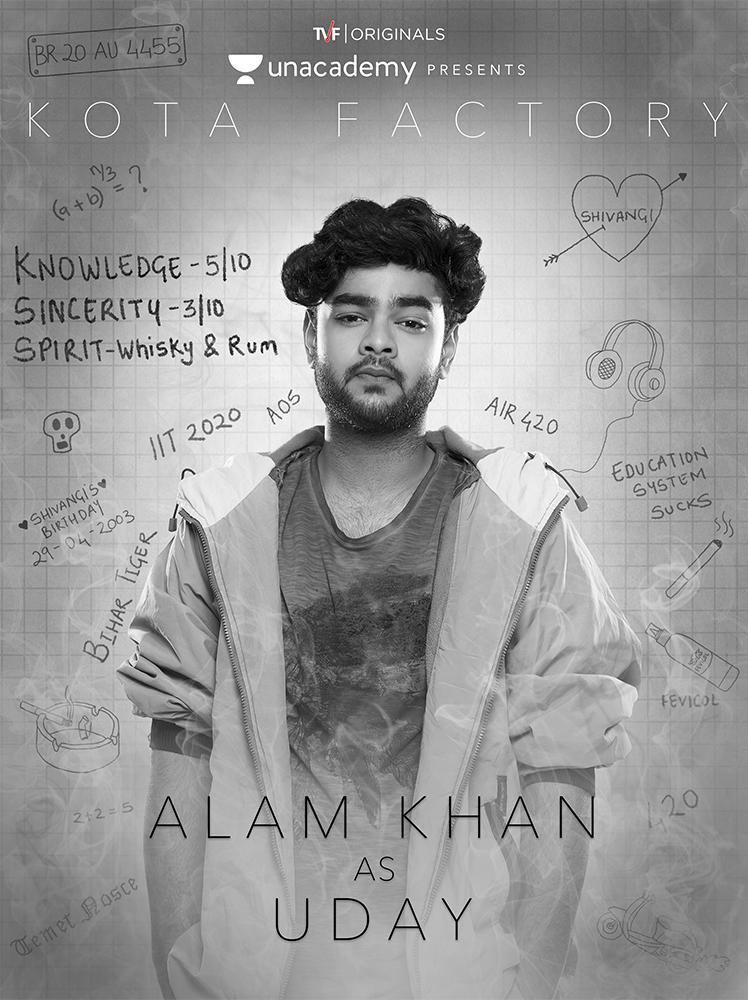 BR 20 AU 4455
TVF | ORIGINALS
unacademy PRESENTS
KOTA FACTORY
(a+b)^n/3 = ?
SHIVANGI
KNOWLEDGE - 5/10
SINCERITY - 3/10
SPIRIT - Whisky & Rum
IIT 2020
AOS
AIR 420
EDUCATION
SYSTEM
SUCKS
SHIVANGI'S
BIRTHDAY
29-04-2003
BIHAR TIGER
FEVICOL
2+2=5
ALAM KHAN
AS
UDAY
Temet Nosce